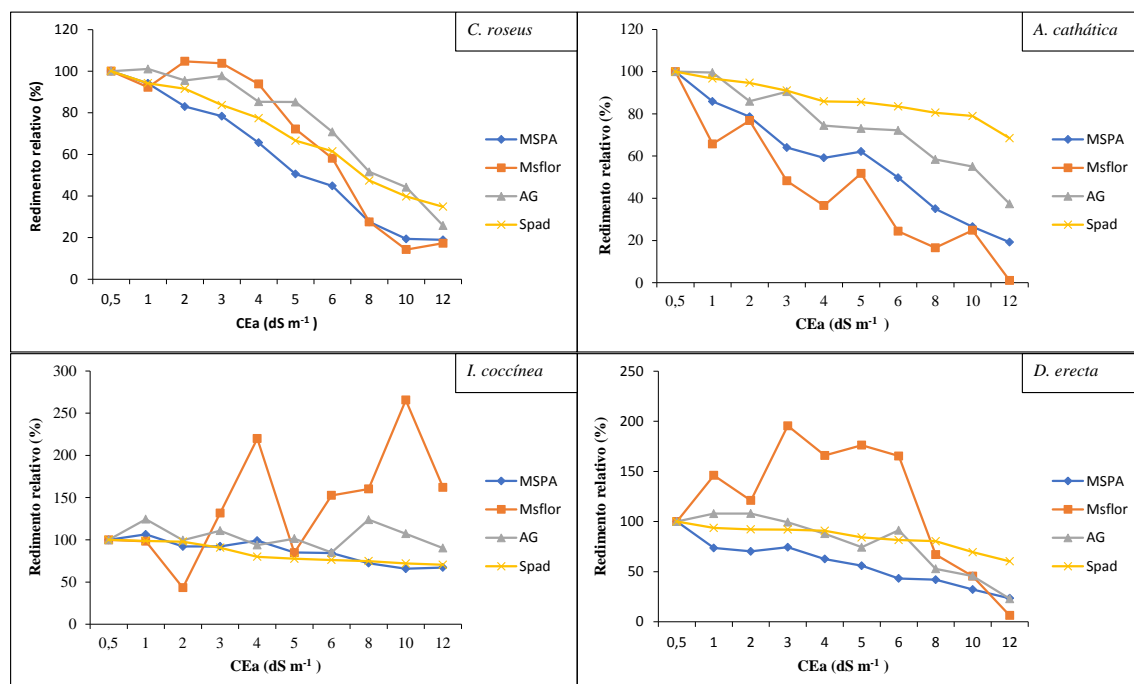 C. roseus
Redimento relativo (%)
120
100
80
60
40
20
0
0,5 1 2 3 4 5 6 8 10 12
CEa (dS m-1 )
MSPA
Msflor
AG
Spad
A. cathática
Redimento relativo (%)
120
100
80
60
40
20
0
0,5 1 2 3 4 5 6 8 10 12
CEa (dS m-1 )
MSPA
Msflor
AG
Spad
I. coccínea
Redimento relativo (%)
300
250
200
150
100
50
0
0,5 1 2 3 4 5 6 8 10 12
CEa (dS m-1 )
MSPA
Msflor
AG
Spad
D. erecta
Redimento relativo (%)
250
200
150
100
50
0
0,5 1 2 3 4 5 6 8 10 12
CEa (dS m-1 )
MSPA
Msflor
AG
Spad